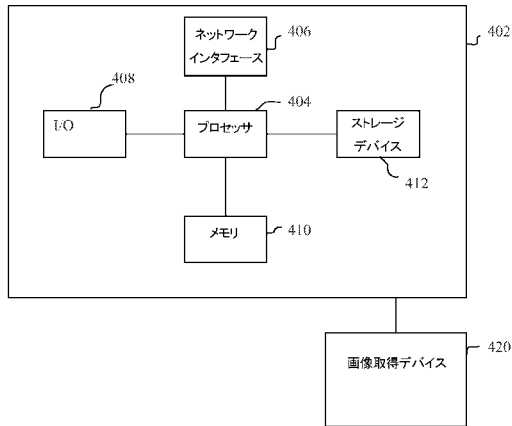 ネットワーク
インタフェース
406
402
408
404
I/O
プロセッサ
ストレージ
デバイス
412
メモリ
410
画像取得デバイス
420